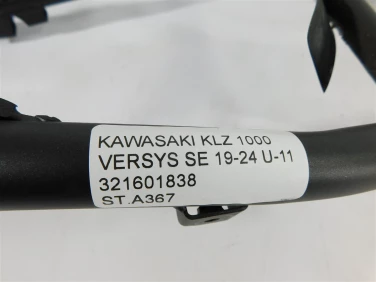 KAWASAKI KLZ 1000
VERSYS SE 19-24 U-11
321601838
ST.A367